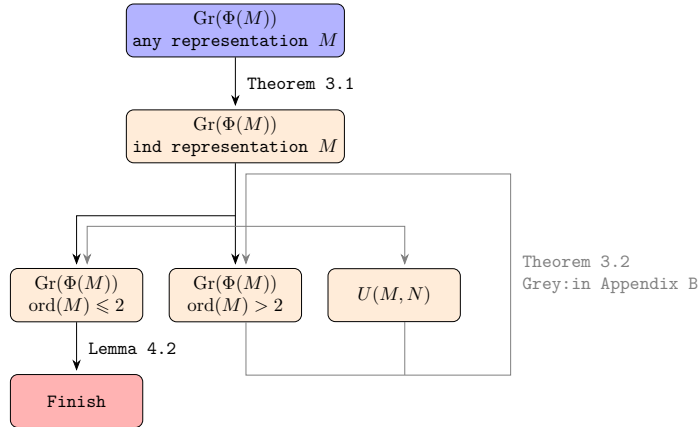 Gr(Φ(M))
any representation M
Theorem 3.1
Gr(Φ(M))
ind representation M
Theorem 3.2
Grey:in Appendix B
Gr(Φ(M))
ord(M) ⩽ 2
Gr(Φ(M))
ord(M) > 2
U(M, N)
Lemma 4.2
Finish